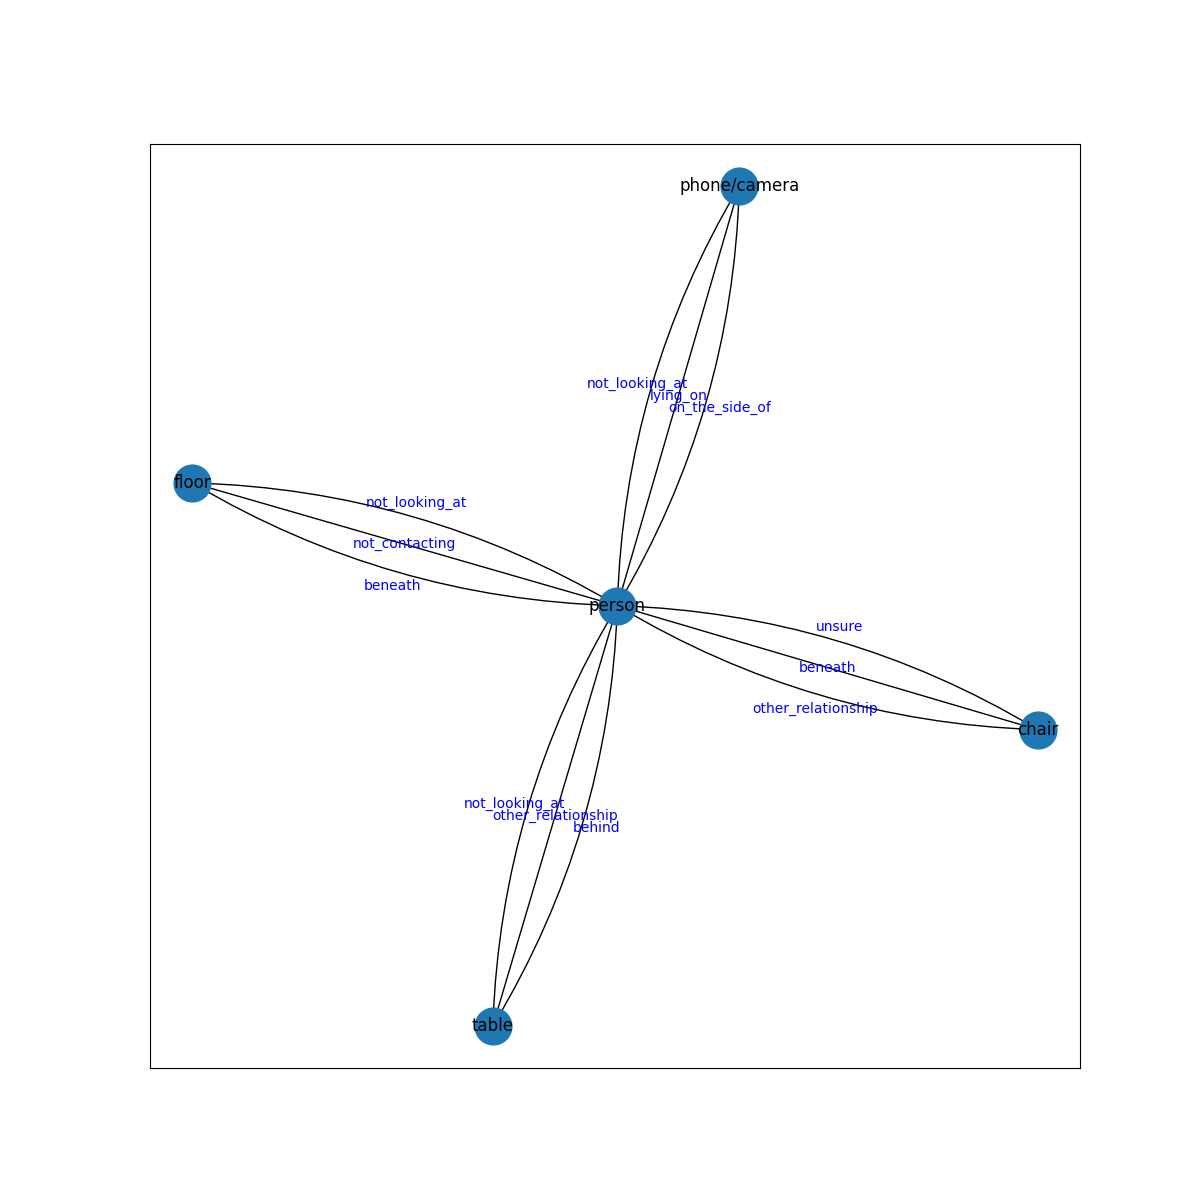 phone/camera
not_looking_at
lying_on
on_the_side_of
floor
not_looking_at
not_contacting
beneath
person
unsure
beneath
other_relationship
chair
not_looking_at
other_relationship
behind
table